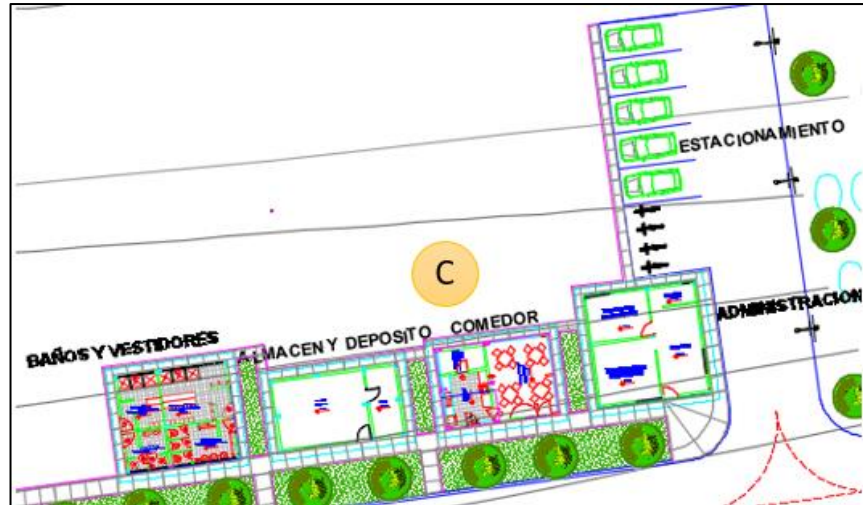 ESTACIONAMIENTO
C
ADMINISTRACION
COMEDOR
ALMACEN Y DEPOSITO
BAÑOS Y VESTIDORES